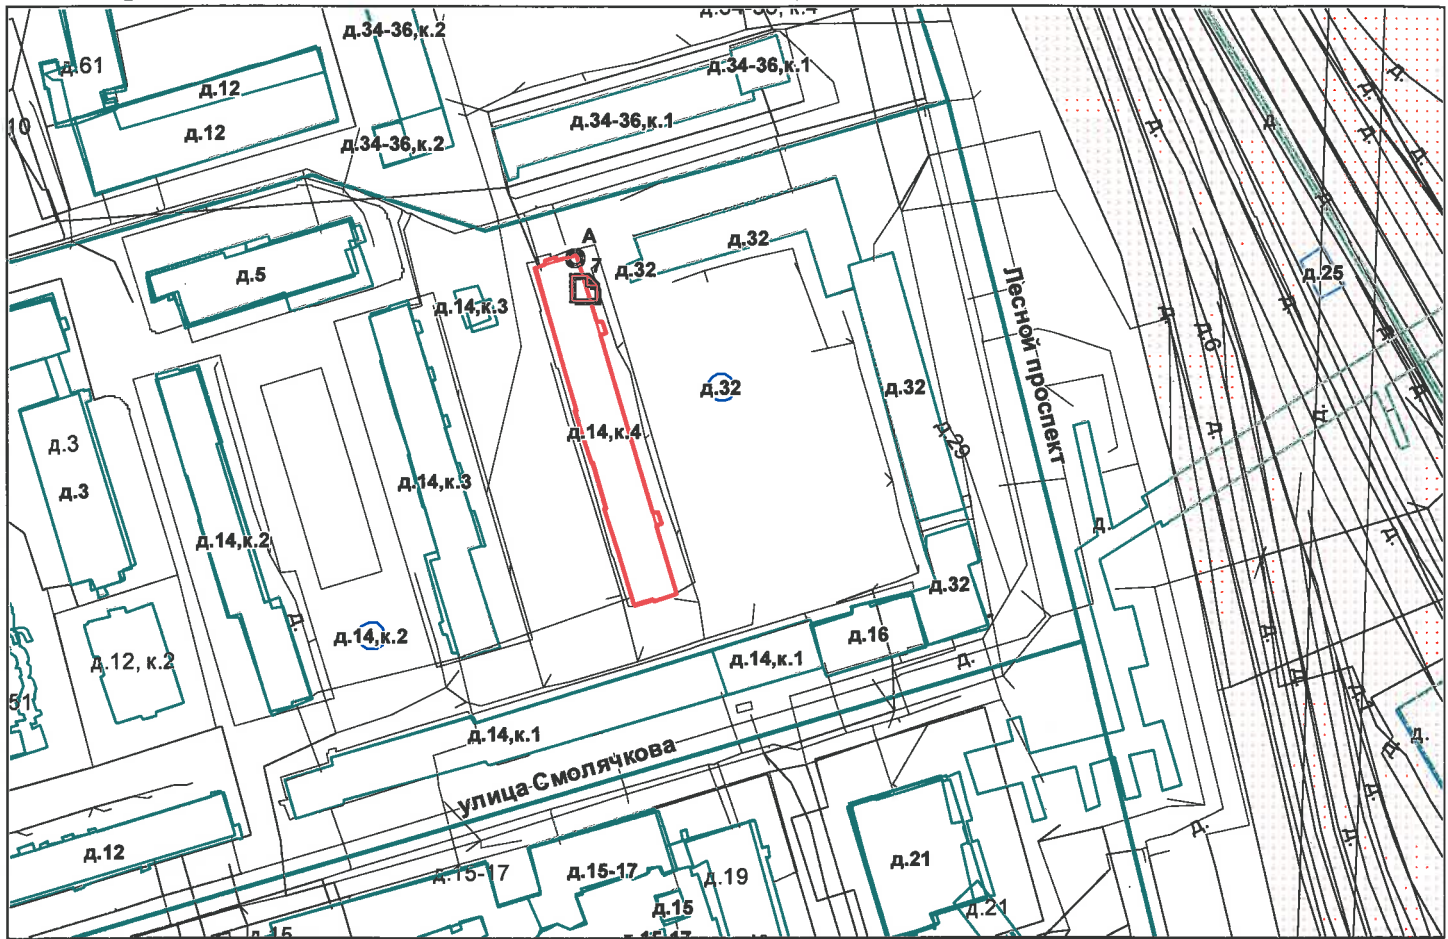 д.34-36,к.2
д.61
д.34-36,к.1
д.12
д.12
10
д.34-36,к.1
д.34-36,к.2
д.
д.
д.
д.
д.
д.
д.
А
7
д.32
д.32
д.5
д.25
д.14,к.3
Лесной проспект
д.
д.
д.6
д.
д.32
д.32
д.
д.
д.14,к.4
д.29
д.
д.3
д.3
д.14,к.3
д.14,к.2
д.
д.
д.32
д.
д.14,к.2
д.16
д.
д.12, к.2
д.14,к.1
д.
д.
51
д.1
д.14,к.1
д.
д.
улица Смолячкова
д.
д.
д.
д.12
д.21
д.15-17
д.15-17
д.19
д.15
д.21
д.15